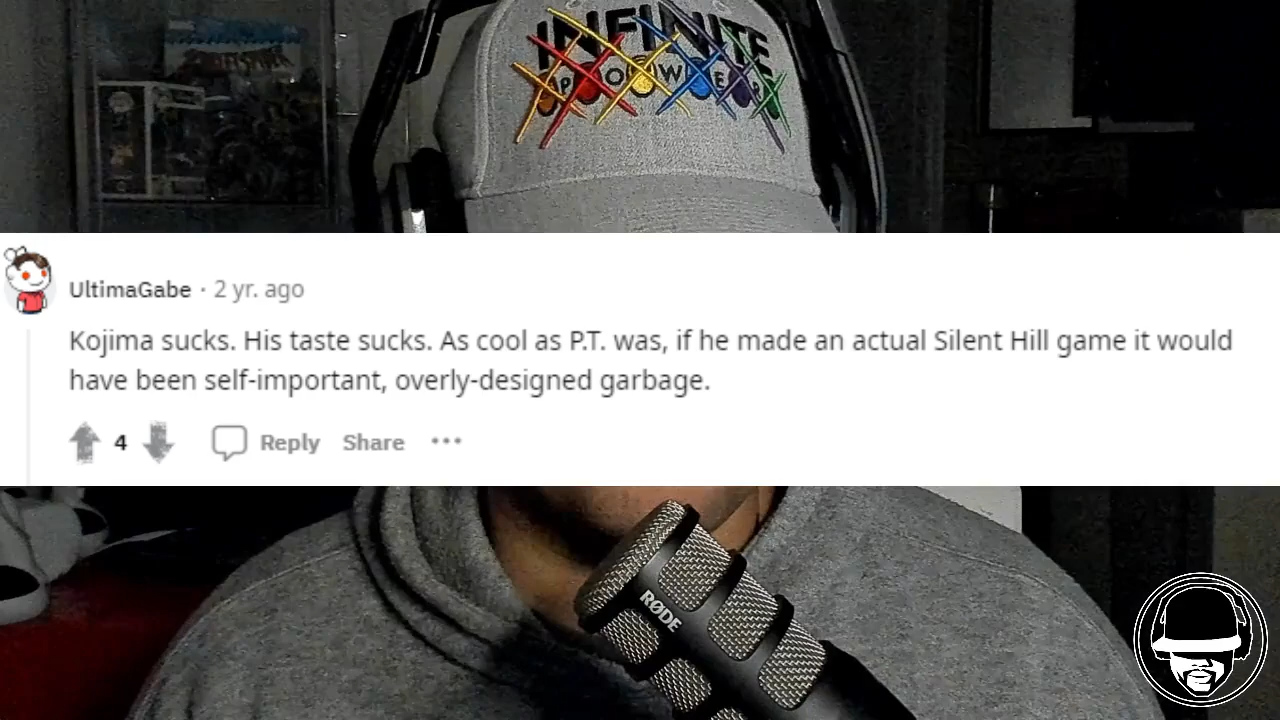 INFINITE
POWER
UltimaGabe · 2 yr. ago
Kojima sucks. His taste sucks. As cool as P.T. was, if he made an actual Silent Hill game it would
have been self-important, overly-designed garbage.
4 Reply Share •••
RØDE